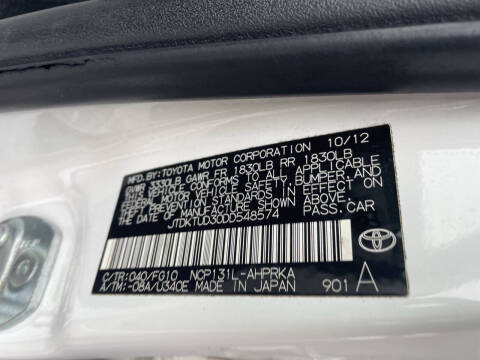 MFD. BY: TOYOTA MOTOR CORPORATION 10/12
GVWR 3330LB GAWR FR 1830LB RR 1830LB
THIS VEHICLE CONFORMS TO ALL APPLICABLE
FEDERAL MOTOR VEHICLE SAFETY, BUMPER, AND
THEFT PREVENTION STANDARDS IN EFFECT ON
THE DATE OF MANUFACTURE SHOWN ABOVE.
JTDKTUD30DD548574 PASS. CAR
C/TR: 040/FG10 NCP131L-AHPRKA
A/TM: -08A/U340E MADE IN JAPAN 901 A